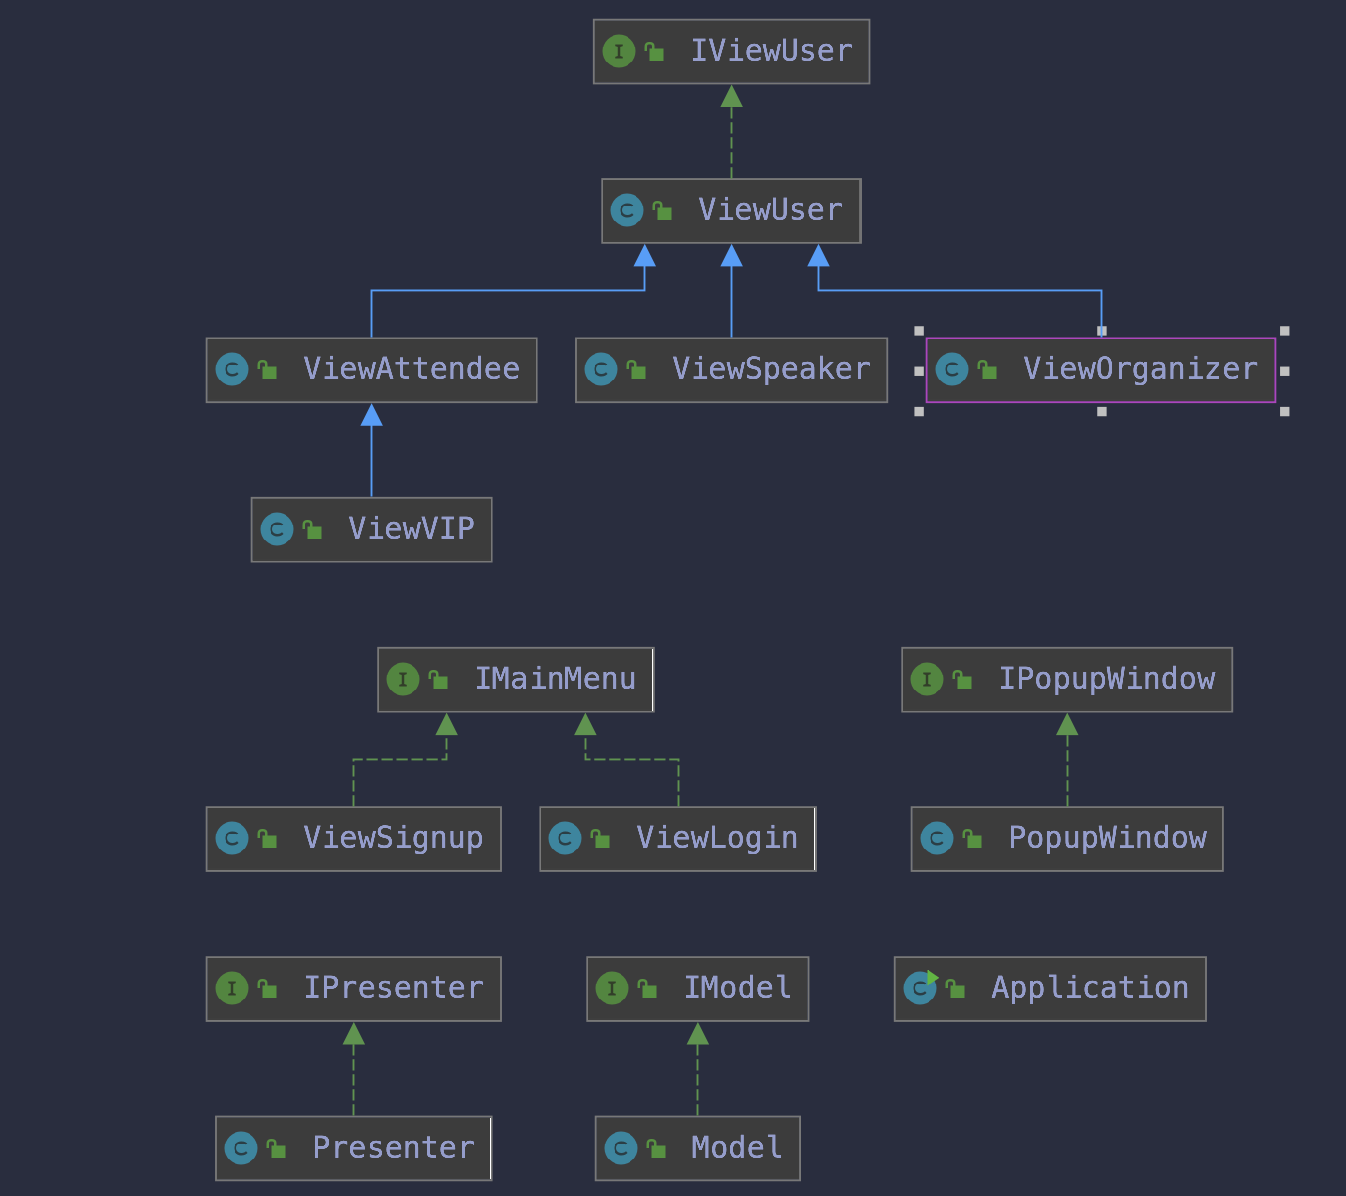 IViewUser
ViewUser
ViewAttendee
ViewSpeaker
ViewOrganizer
ViewVIP
IMainMenu
IPopupWindow
ViewSignup
ViewLogin
PopupWindow
IPresenter
IModel
Application
Presenter
Model